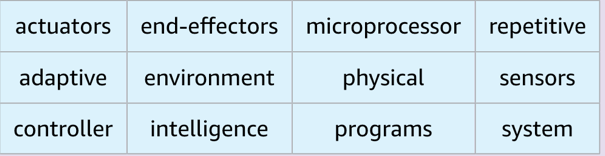 actuators end-effectors microprocessor repetitive
adaptive environment physical sensors
controller intelligence programs system